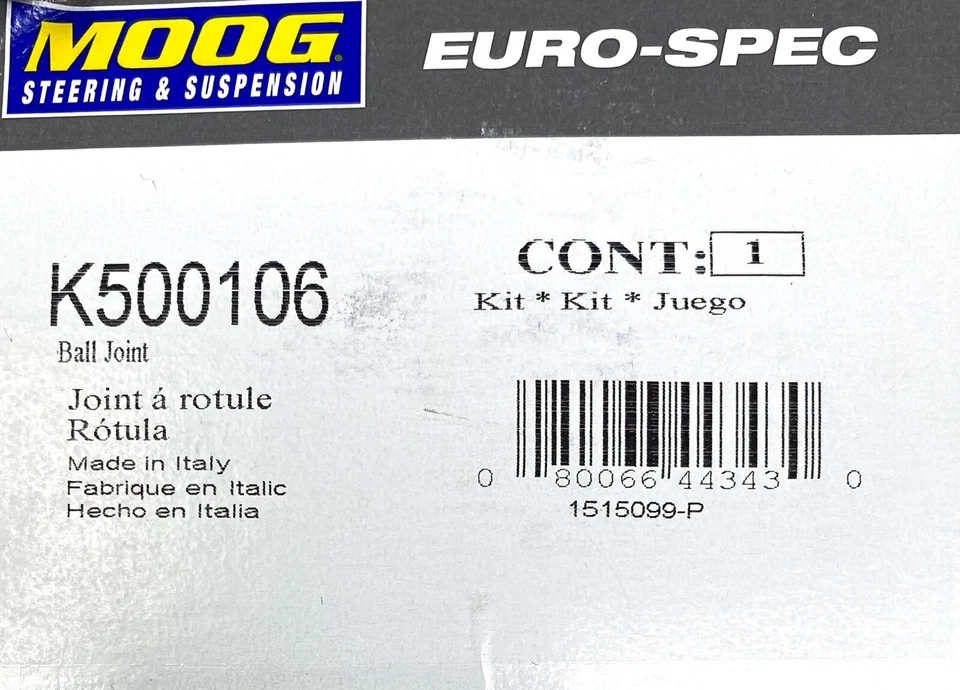 MOOG®
STEERING & SUSPENSION
EURO-SPEC
K500106
Ball Joint
Joint á rotule
Rótula
Made in Italy
Fabrique en Italic
Hecho en Italia
CONT: 1
Kit * Kit * Juego
0 80066 44343 0
1515099-P